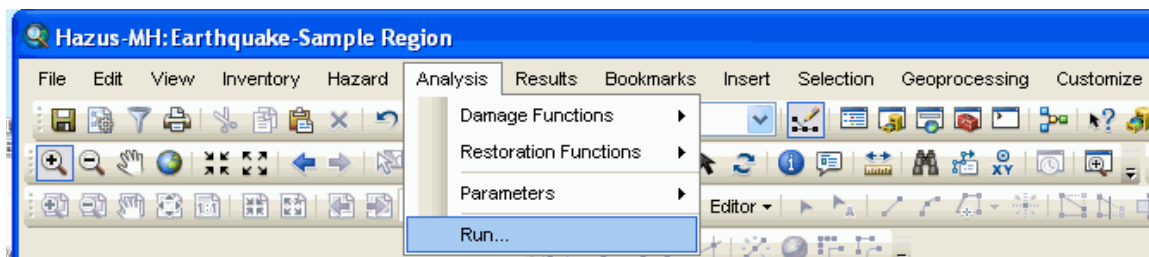 Hazus-MH:Earthquake-Sample Region
File Edit View Inventory Hazard Analysis Results Bookmarks Insert Selection Geoprocessing Customize
Damage Functions
Restoration Functions
Parameters
Editor
Run...